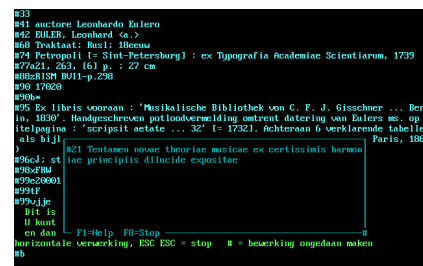 #33
#41 auctore Leonhardo Eulero
#42 EULER, Leonhard <a.>
#68 Traktaat; Rusl; 18eeuw
#74 Petropoli [= Sint-Petersburg] : ex Typografia Academiae Scientiarum, 1739
#77a21, 263, [6] p. ; 27 cm
#88zRISM BVI1-p.298
#90 17020
#90b*
#95 Ex libris vooraan : 'Musikalische Bibliothek von C. F. J. Gisschner ... Ber
in, 1830'. Handgeschreven potloodvermelding omtrent datering van Eulers ms. op
itelpagina : 'scripsit aetate ... 32' [= 1732]. Achteraan 6 verklarende tabelle
als bijl
Paris, 186
)
#21 Tentamen novae theoriae musicae ex certissimis harmon
iae principiis dilucide expositae
#96cJ; st
#98xFRW
#99e20001
#99tF
#99vjje
Dit is
U kunt
en dan
F1=Help F8=Stop
horizontale verwerking, ESC ESC = stop # = bewerking ongedaan maken
#b